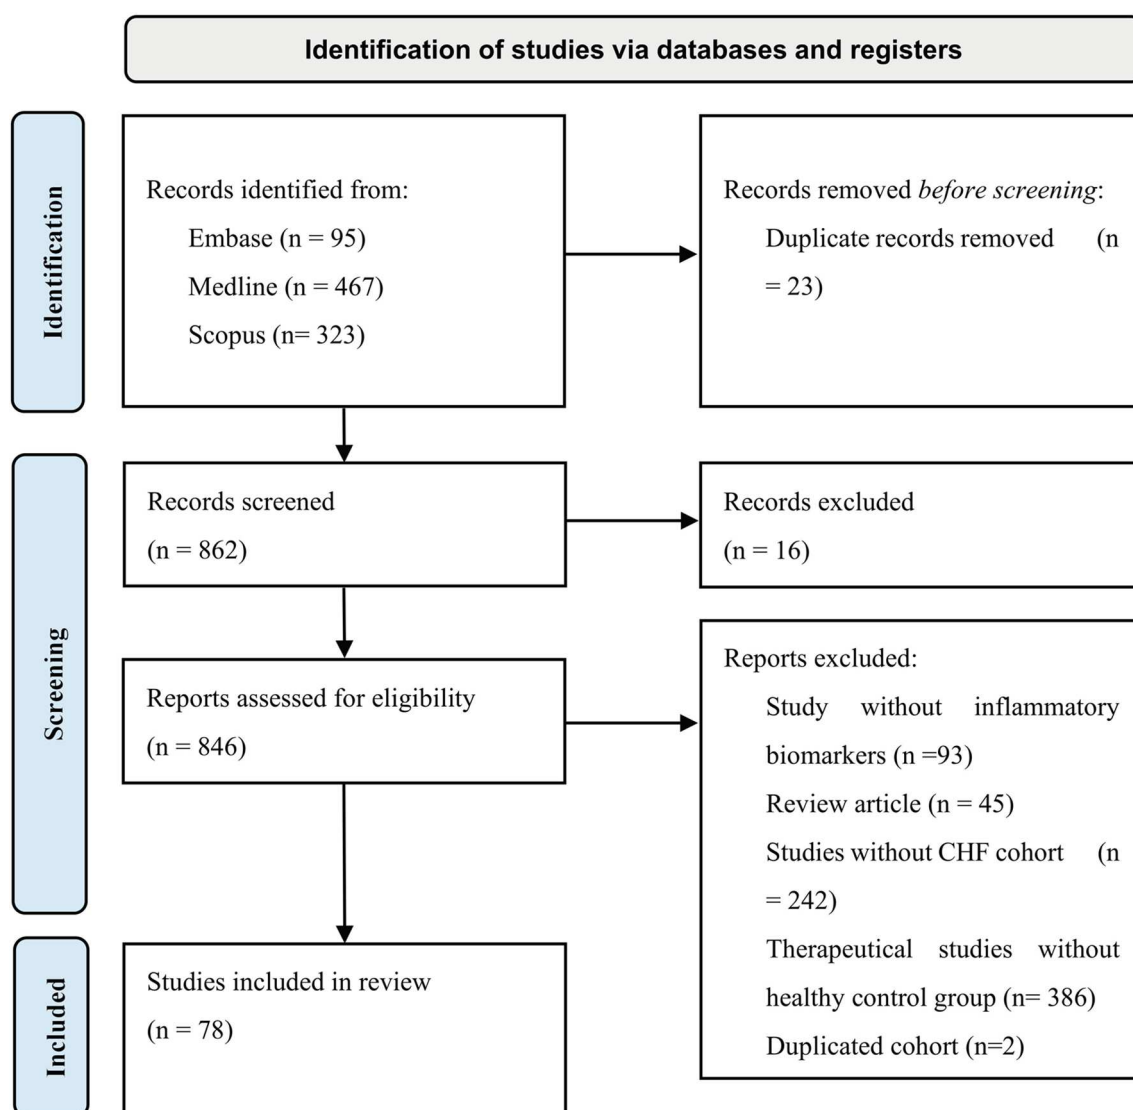 Identification of studies via databases and registers
Identification
Records identified from:
Embase (n = 95)
Medline (n = 467)
Scopus (n= 323)
Records removed before screening:
Duplicate records removed (n
= 23)
Screening
Records screened
(n = 862)
Records excluded
(n = 16)
Reports assessed for eligibility
(n = 846)
Reports excluded:
Study without inflammatory
biomarkers (n =93)
Review article (n = 45)
Studies without CHF cohort (n
= 242)
Therapeutical studies without
healthy control group (n= 386)
Duplicated cohort (n=2)
Included
Studies included in review
(n = 78)